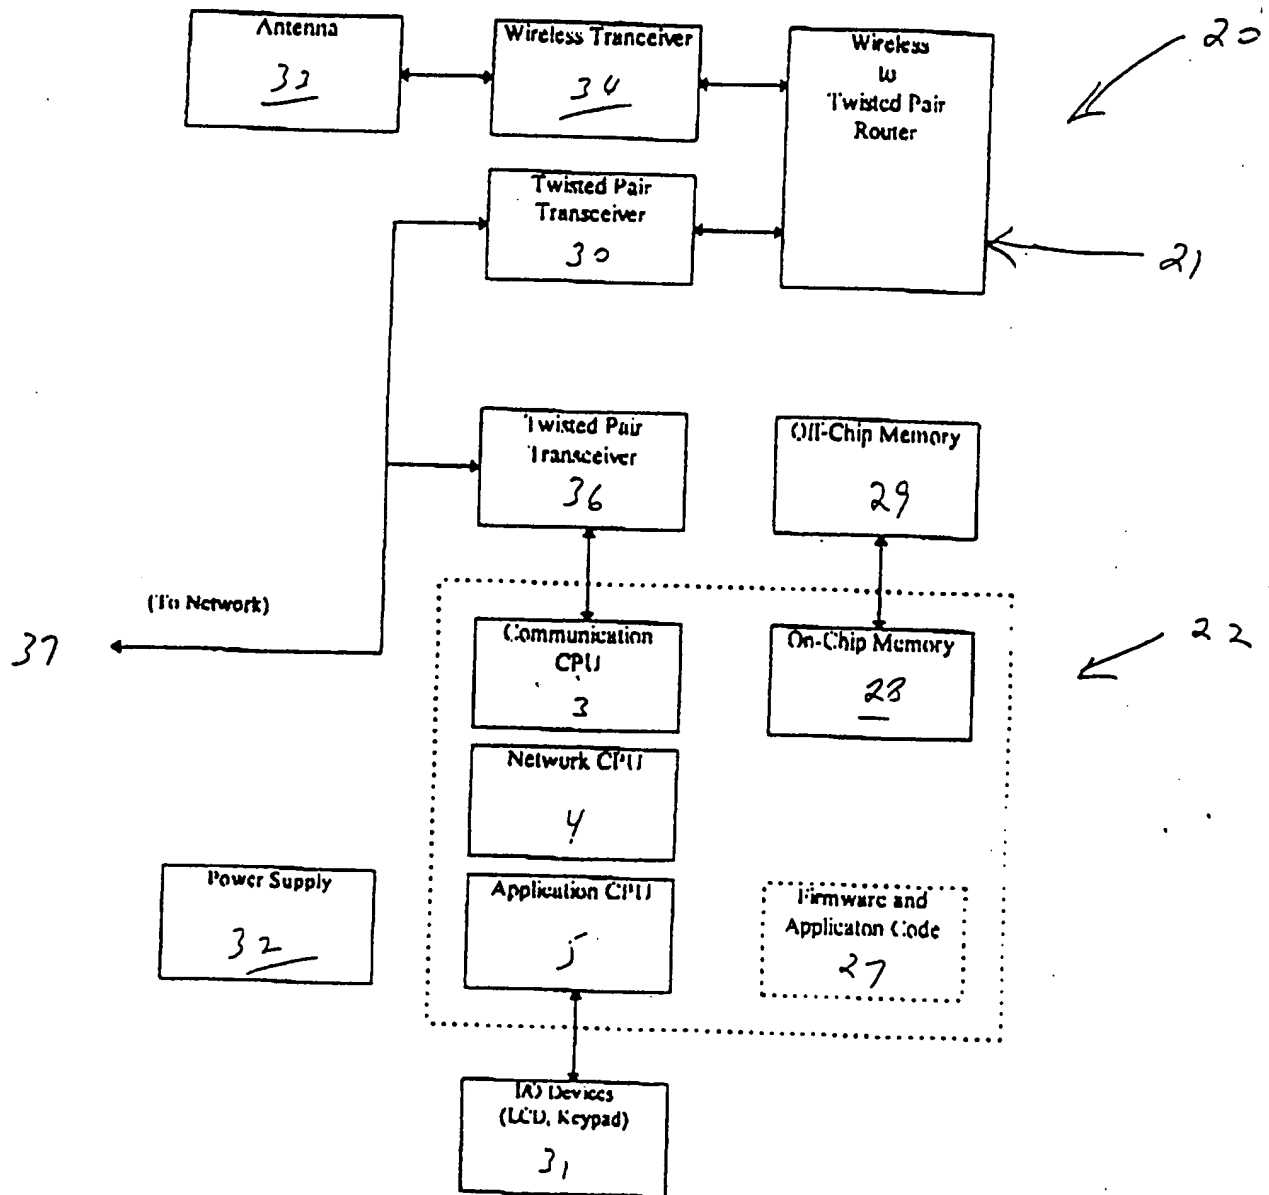 Antenna
33
Wireless Tranceiver
34
Wireless
to
Twisted Pair
Router
20
Twisted Pair
Transceiver
30
21
Twisted Pair
Transceiver
36
Off-Chip Memory
29
(To Network)
37
Communication
CPU
3
On-Chip Memory
28
22
Network CPU
4
Power Supply
32
Application CPU
5
Firmware and
Applicaton Code
27
I/O Devices
(LCD, Keypad)
31